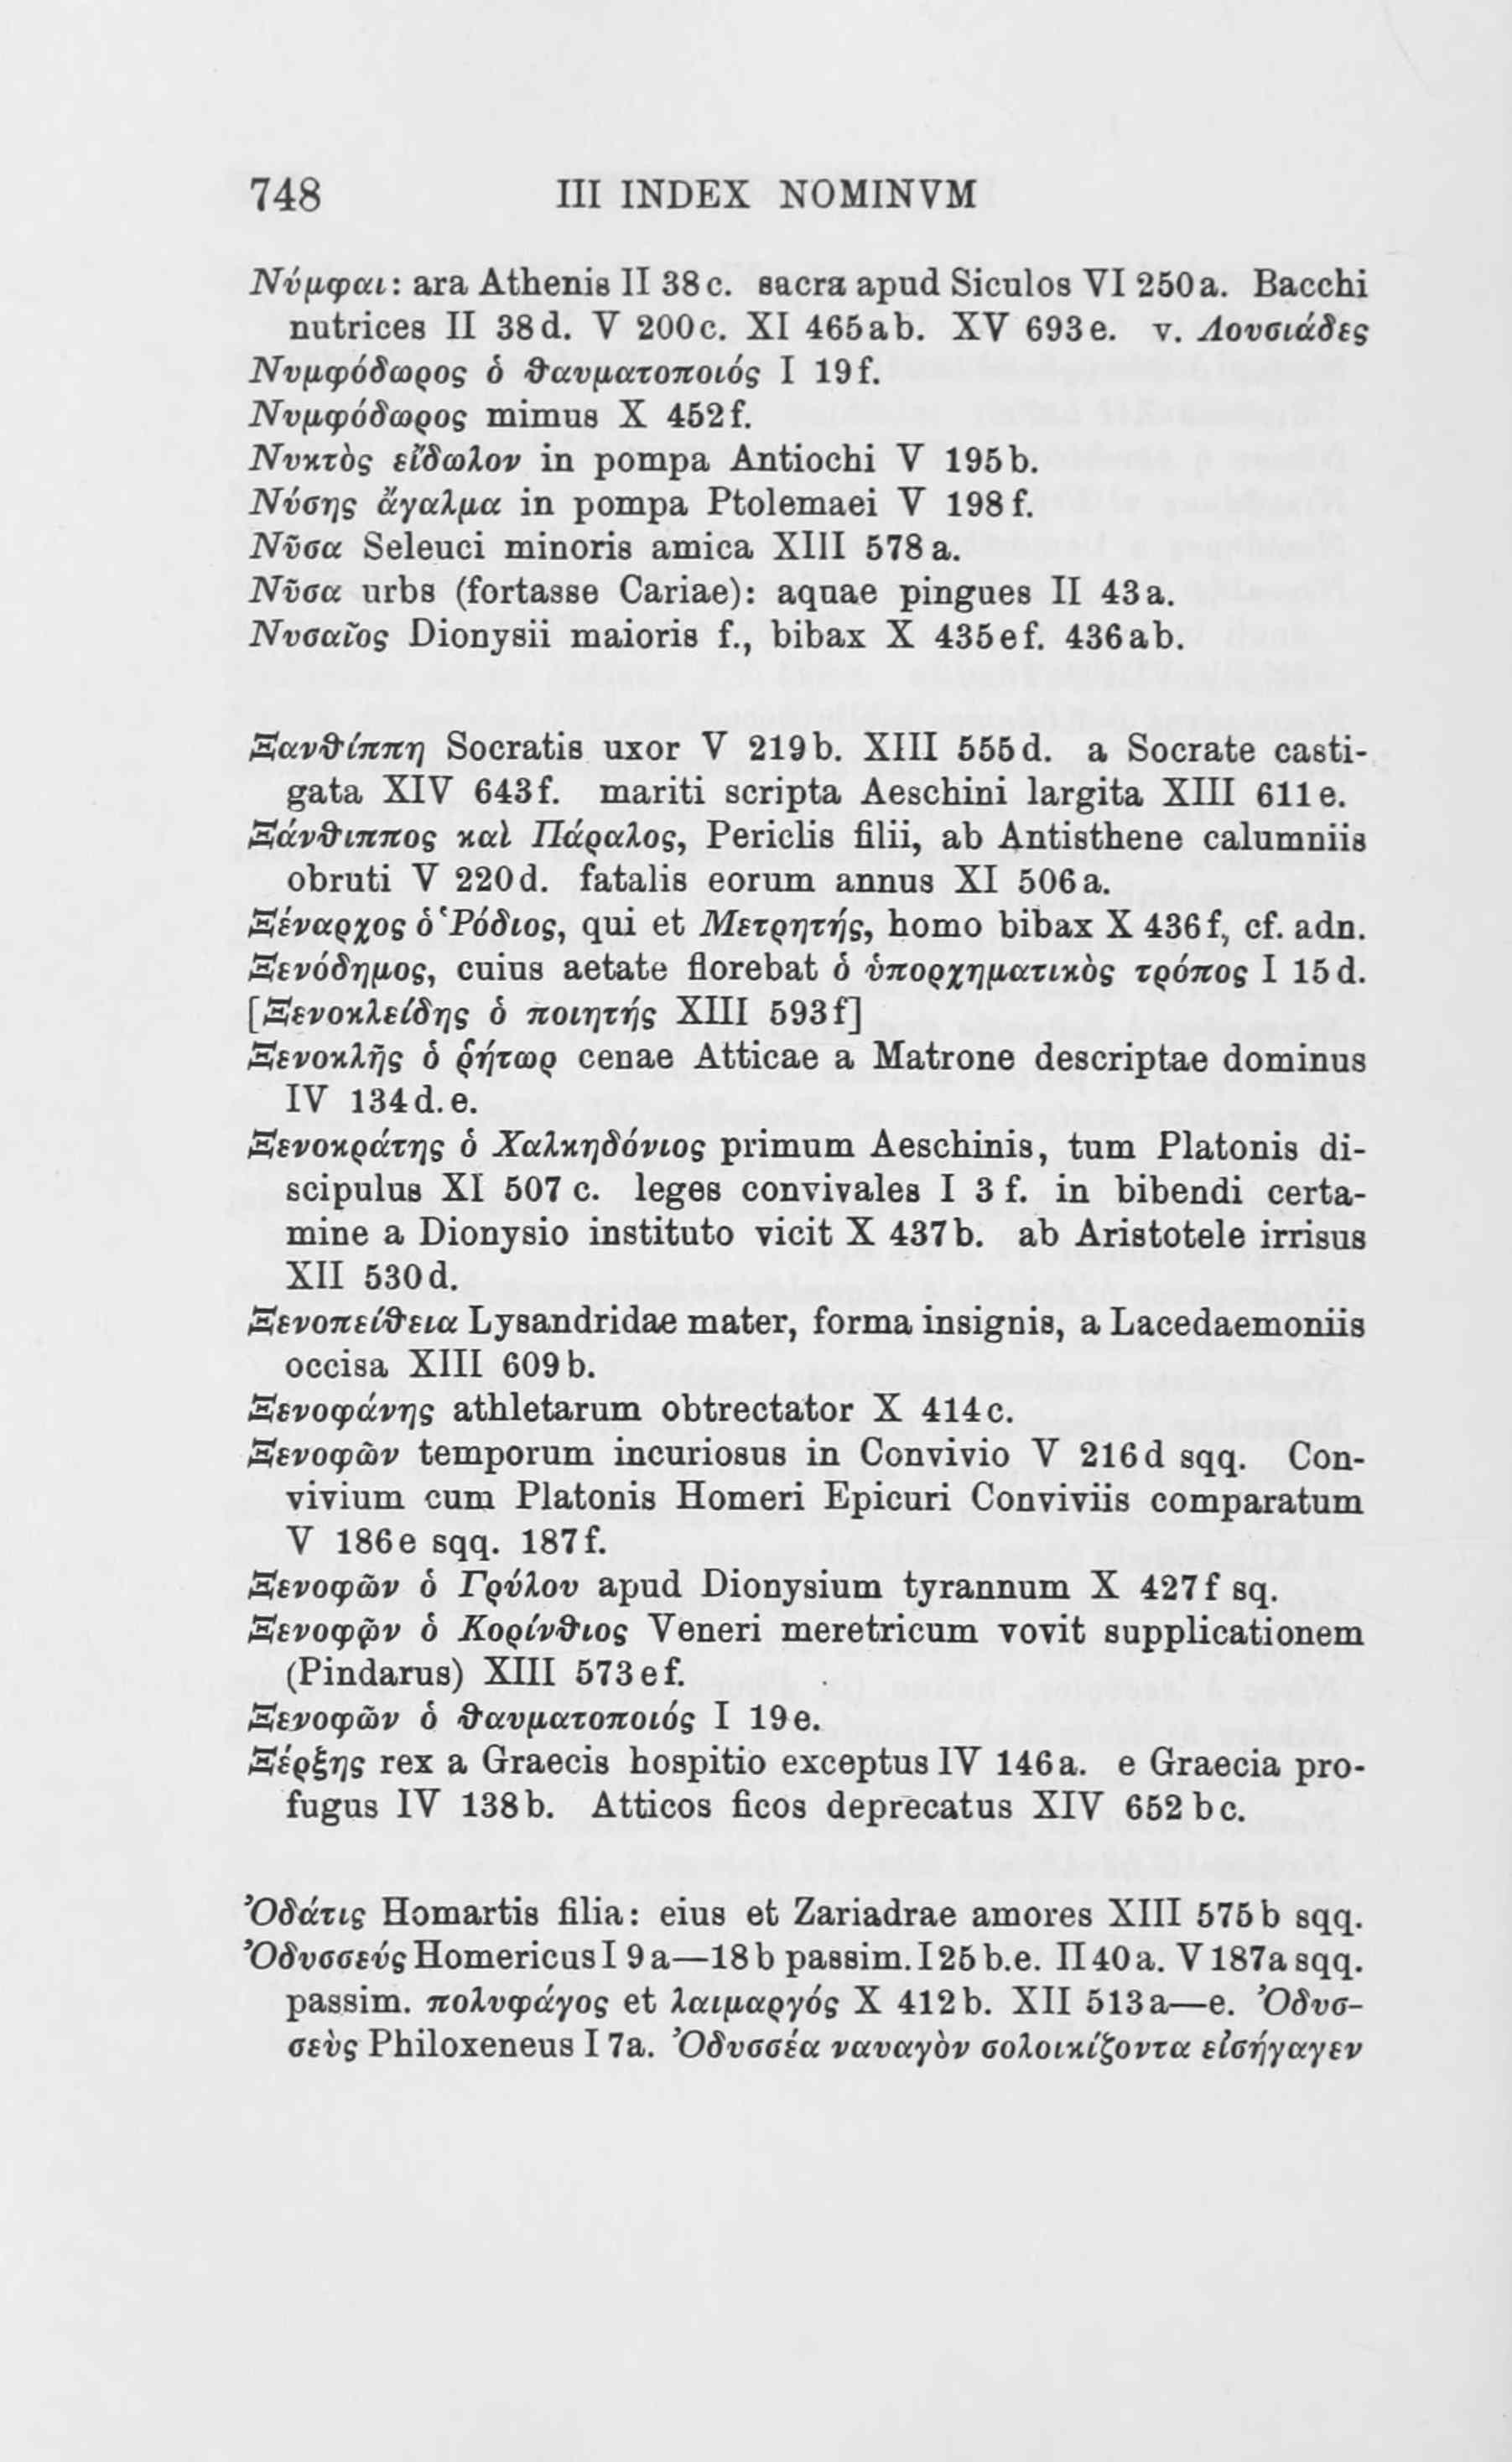 748 III INDEX NOMINVM
Νύμφαι: ara Athenis II 38c. sacra apud Siculos VI 250a. Bacchi
nutrices II 38d. V 200c. XI 465ab. XV 693e. v. Λουσιάδες
Νυμφόδωρος ὁ ϑαυματοποιός I 19f.
Νυμφόδωρος mimus X 452f.
Νυκτὸς εἴδωλον in pompa Antiochi V 195b.
Νύσης ἄγαλμα in pompa Ptolemaei V 198f.
Νῦσα Seleuci minoris amica XIII 578a.
Νῦσα urbs (fortasse Cariae): aquae pingues II 43a.
Νυσαῖος Dionysii maioris f., bibax X 435ef. 436ab.
Ξανϑίππη Socratis uxor V 219b. XIII 555d. a Socrate casti-
gata XIV 643f. mariti scripta Aeschini largita XIII 611e.
Ξάνϑιππος καὶ Πάραλος, Periclis filii, ab Antisthene calumniis
obruti V 220d. fatalis eorum annus XI 506a.
Ξέναρχος ὁ Ῥόδιος, qui et Μετρητής, homo bibax X 436f, cf. adn.
Ξενόδημος, cuius aetate florebat ὁ ὑπορχηματικὸς τρόπος I 15d.
[Ξενοκλείδης ὁ ποιητής XIII 593f]
Ξενοκλῆς ὁ ῥήτωρ cenae Atticae a Matrone descriptae dominus
IV 134d.e.
Ξενοκράτης ὁ Χαλκηδόνιος primum Aeschinis, tum Platonis di-
scipulus XI 507c. leges convivales I 3f. in bibendi certa-
mine a Dionysio instituto vicit X 437b. ab Aristotele irrisus
XII 530d.
Ξενοπείϑεια Lysandridae mater, forma insignis, a Lacedaemoniis
occisa XIII 609b.
Ξενοφάνης athletarum obtrectator X 414c.
Ξενοφῶν temporum incuriosus in Convivio V 216d sqq. Con-
vivium cum Platonis Homeri Epicuri Conviviis comparatum
V 186e sqq. 187f.
Ξενοφῶν ὁ Γρύλου apud Dionysium tyrannum X 427f sq.
Ξενοφῶν ὁ Κορίνϑιος Veneri meretricum vovit supplicationem
(Pindarus) XIII 573ef.
Ξενοφῶν ὁ ϑαυματοποιός I 19e.
Ξέρξης rex a Graecis hospitio exceptus IV 146a. e Graecia pro-
fugus IV 138b. Atticos ficos deprecatus XIV 652bc.
Ὀδάτις Homartis filia: eius et Zariadrae amores XIII 575b sqq.
Ὀδυσσεύς Homericus I 9a—18b passim. I 25b.e. II 40a. V 187a sqq.
passim. πολυφάγος et λαιμαργός X 412b. XII 513a—e. Ὀδυσ-
σεὺς Philoxeneus I 7a. Ὀδυσσέα ναυαγὸν σολοικίζοντα εἰσήγαγεν